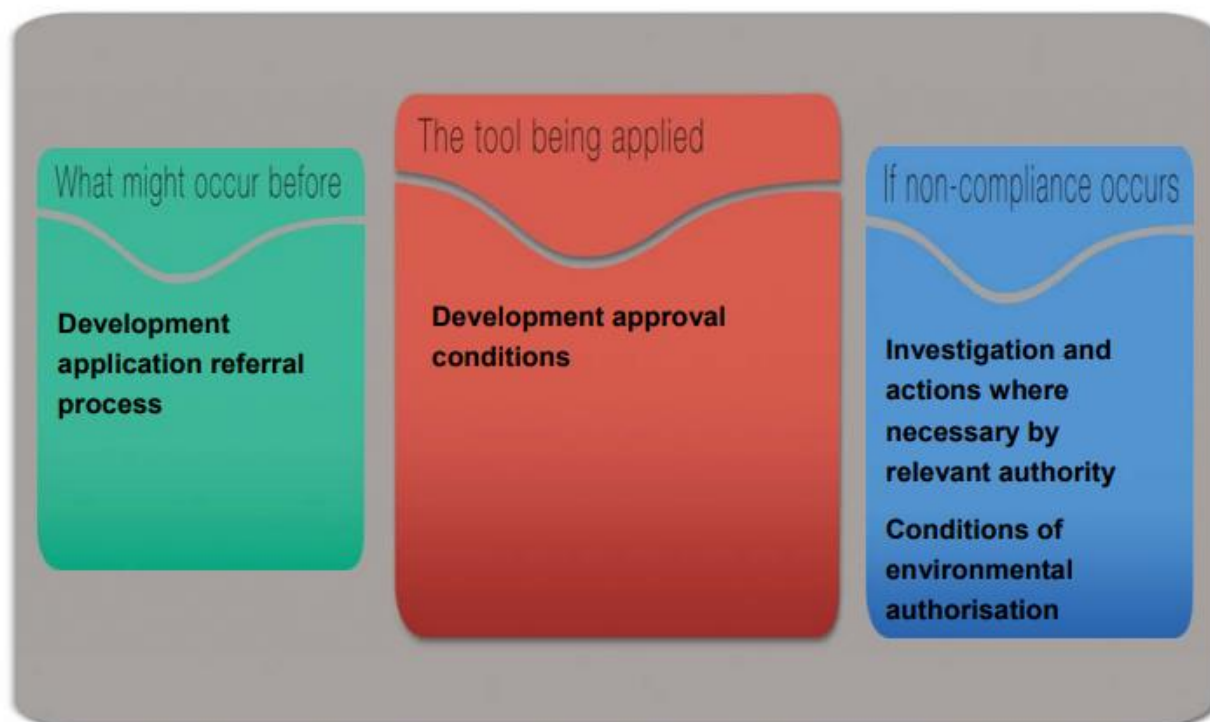 What might occur before
Development
application referral
process
The tool being applied
Development approval
conditions
If non-compliance occurs
Investigation and
actions where
necessary by
relevant authority
Conditions of
environmental
authorisation